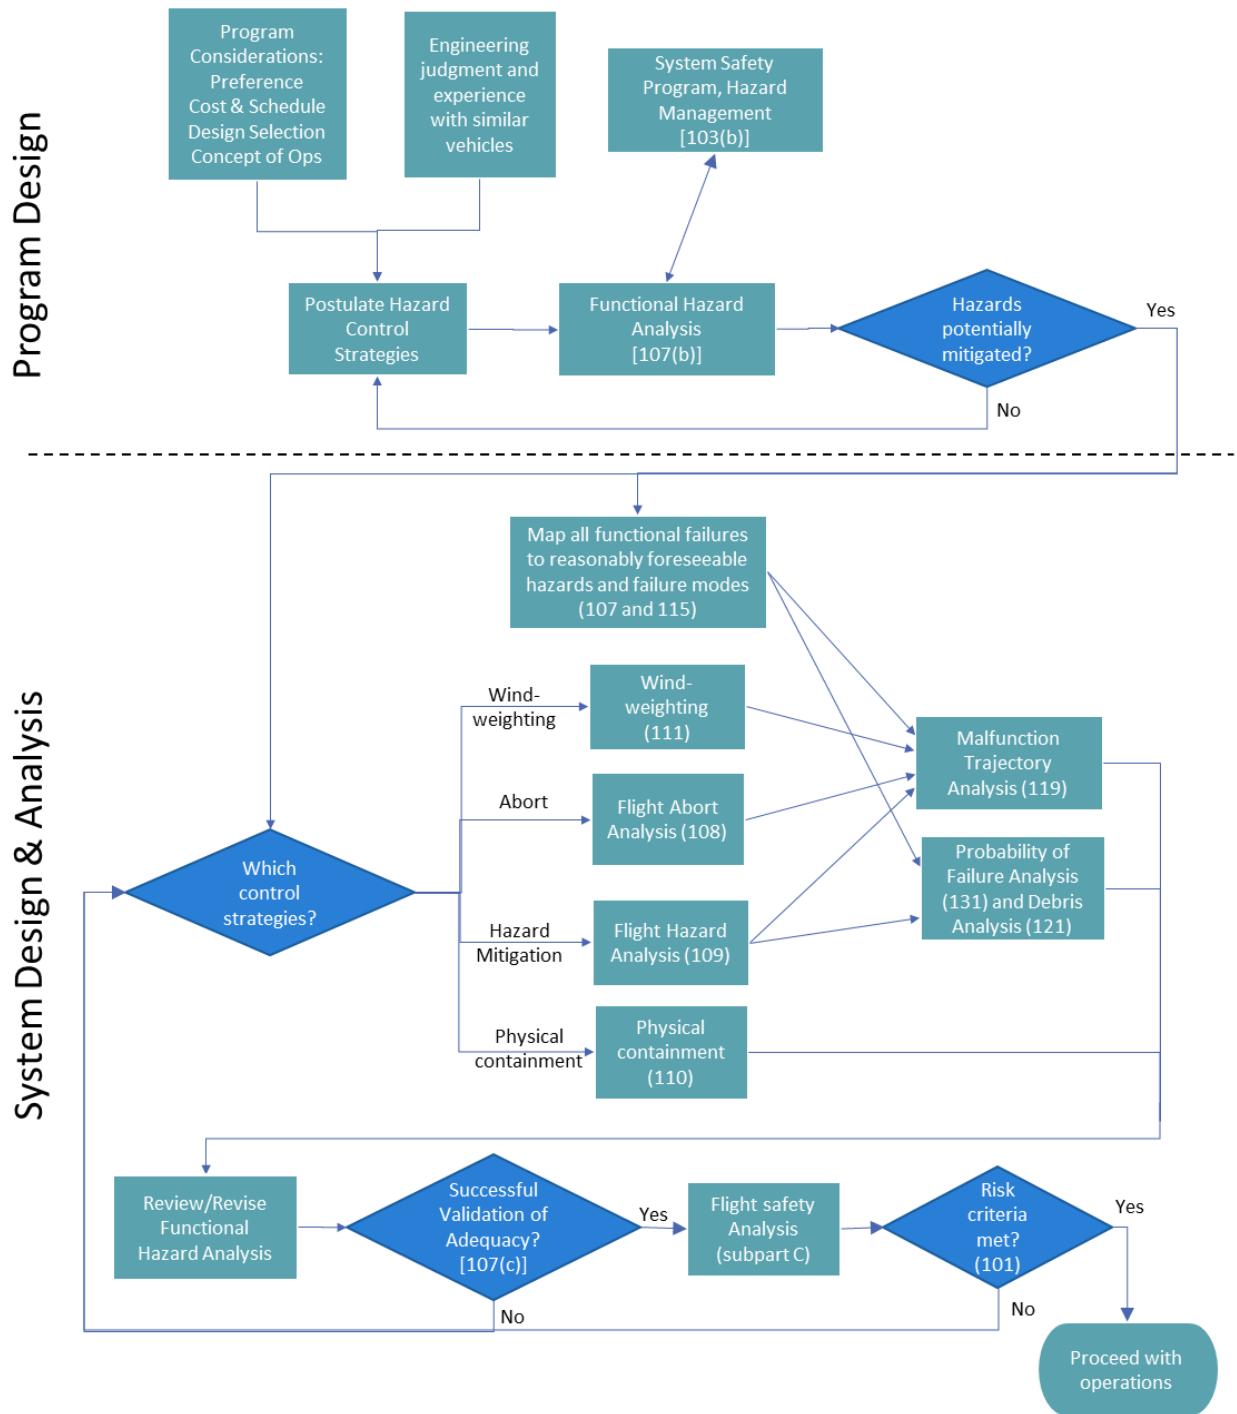 Program Design
Program
Considerations:
Preference
Cost & Schedule
Design Selection
Concept of Ops
Engineering
judgment and
experience
with similar
vehicles
System Safety
Program, Hazard
Management
[103(b)]
Postulate Hazard
Control
Strategies
Functional Hazard
Analysis
[107(b)]
Hazards
potentially
mitigated?
Yes
No
System Design & Analysis
Map all functional failures
to reasonably foreseeable
hazards and failure modes
(107 and 115)
Which
control
strategies?
Wind-
weighting
Wind-
weighting
(111)
Abort
Flight Abort
Analysis (108)
Hazard
Mitigation
Flight Hazard
Analysis (109)
Physical
containment
Physical
containment
(110)
Malfunction
Trajectory
Analysis (119)
Probability of
Failure Analysis
(131) and Debris
Analysis (121)
Review/Revise
Functional
Hazard Analysis
Successful
Validation of
Adequacy?
[107(c)]
Yes
No
Flight safety
Analysis
(subpart C)
Risk
criteria
met?
(101)
Yes
No
Proceed with
operations